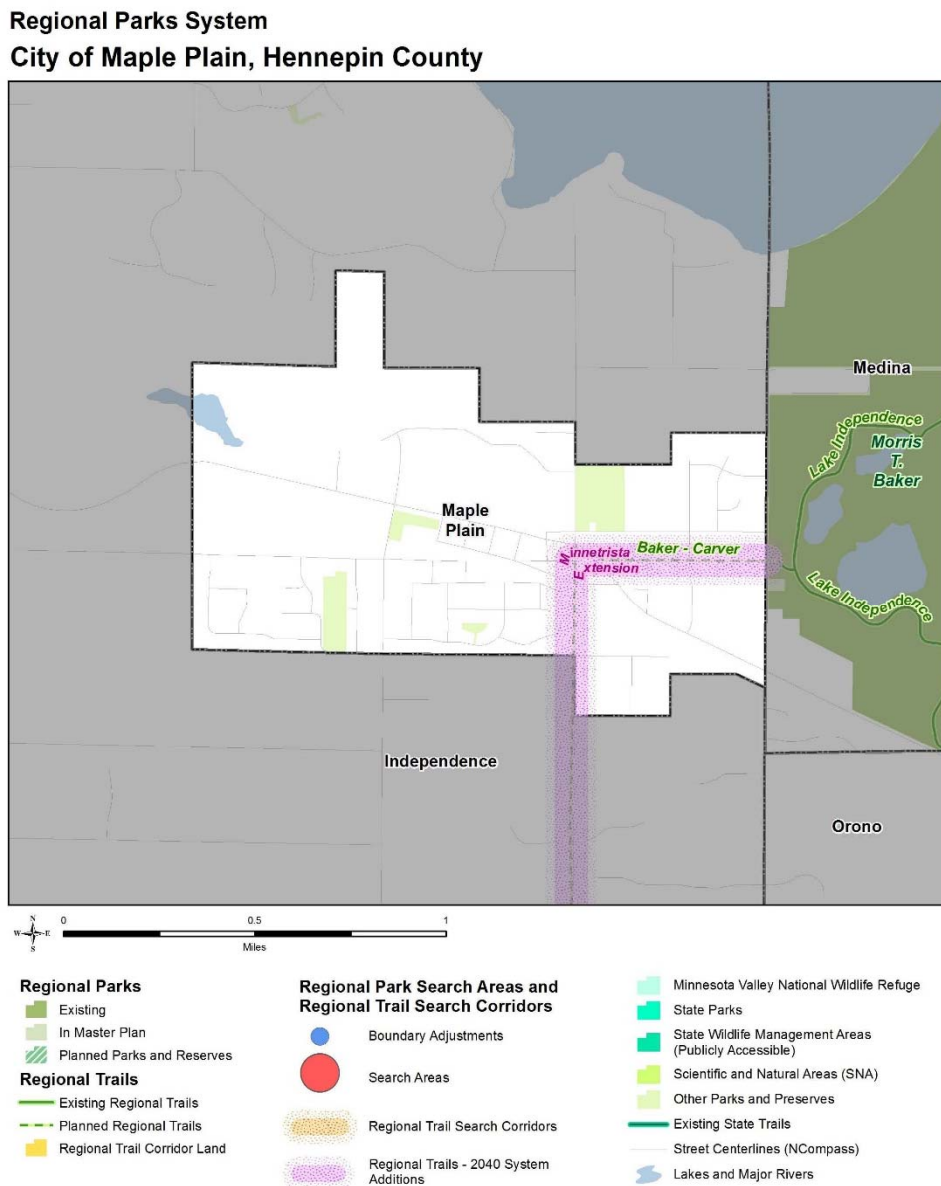 Regional Parks System
City of Maple Plain, Hennepin County
Medina
Lake Independence
Morris
T.
Baker
Maple
Plain
Baker - Carver
Minnetrista
Extension
Lake Independence
Independence
Orono
N
W E
S
0 0.5 1
Miles
Regional Parks
Existing
In Master Plan
Planned Parks and Reserves
Regional Trails
Existing Regional Trails
Planned Regional Trails
Regional Trail Corridor Land
Regional Park Search Areas and
Regional Trail Search Corridors
Boundary Adjustments
Search Areas
Regional Trail Search Corridors
Regional Trails - 2040 System
Additions
Minnesota Valley National Wildlife Refuge
State Parks
State Wildlife Management Areas
(Publicly Accessible)
Scientific and Natural Areas (SNA)
Other Parks and Preserves
Existing State Trails
Street Centerlines (NCompass)
Lakes and Major Rivers